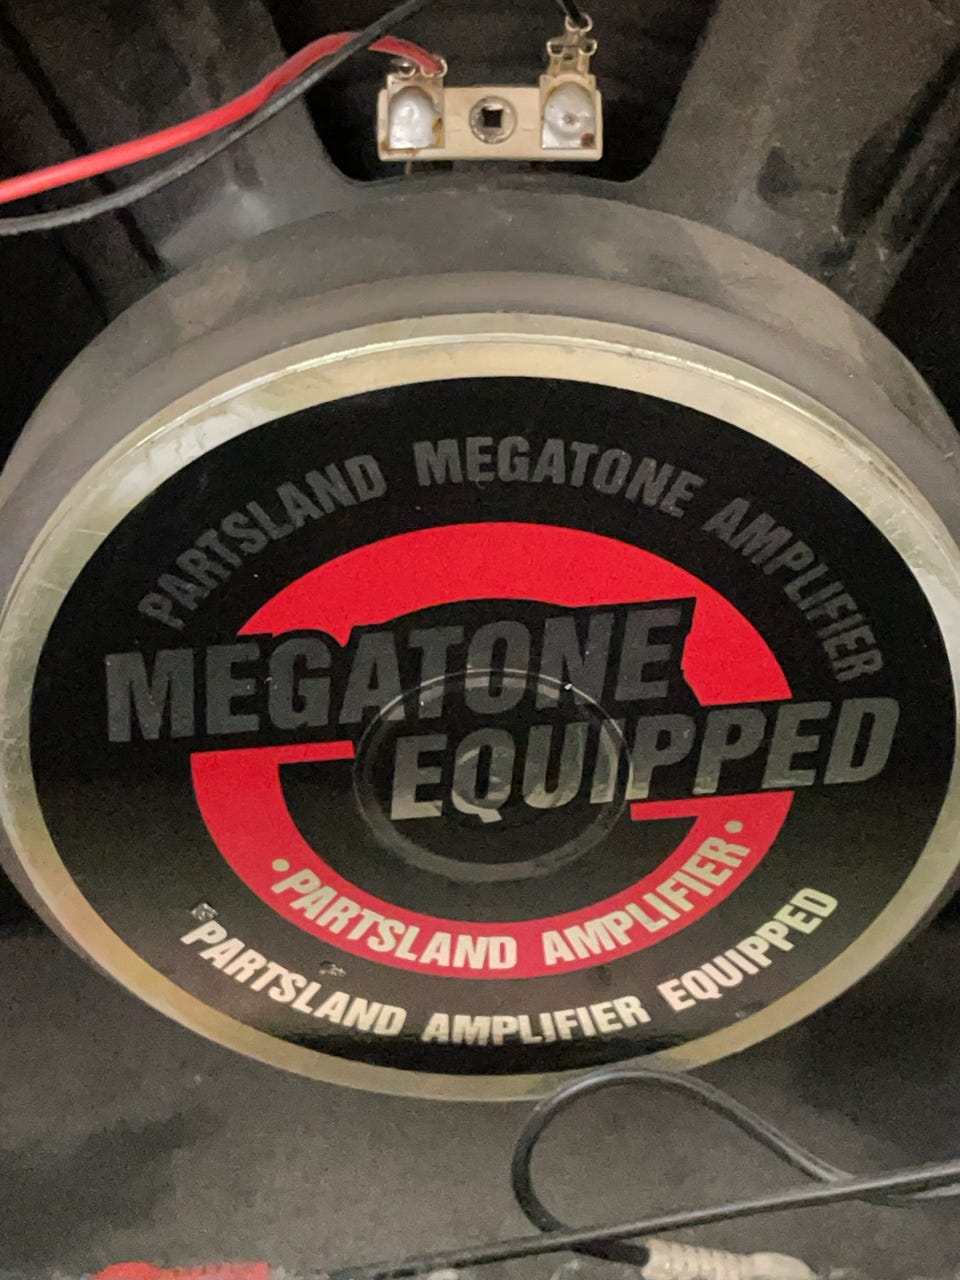 PARTSLAND MEGATONE AMPLIFIER
MEGATONE
EQUIPPED
•PARTSLAND AMPLIFIER•
PARTSLAND AMPLIFIER EQUIPPED